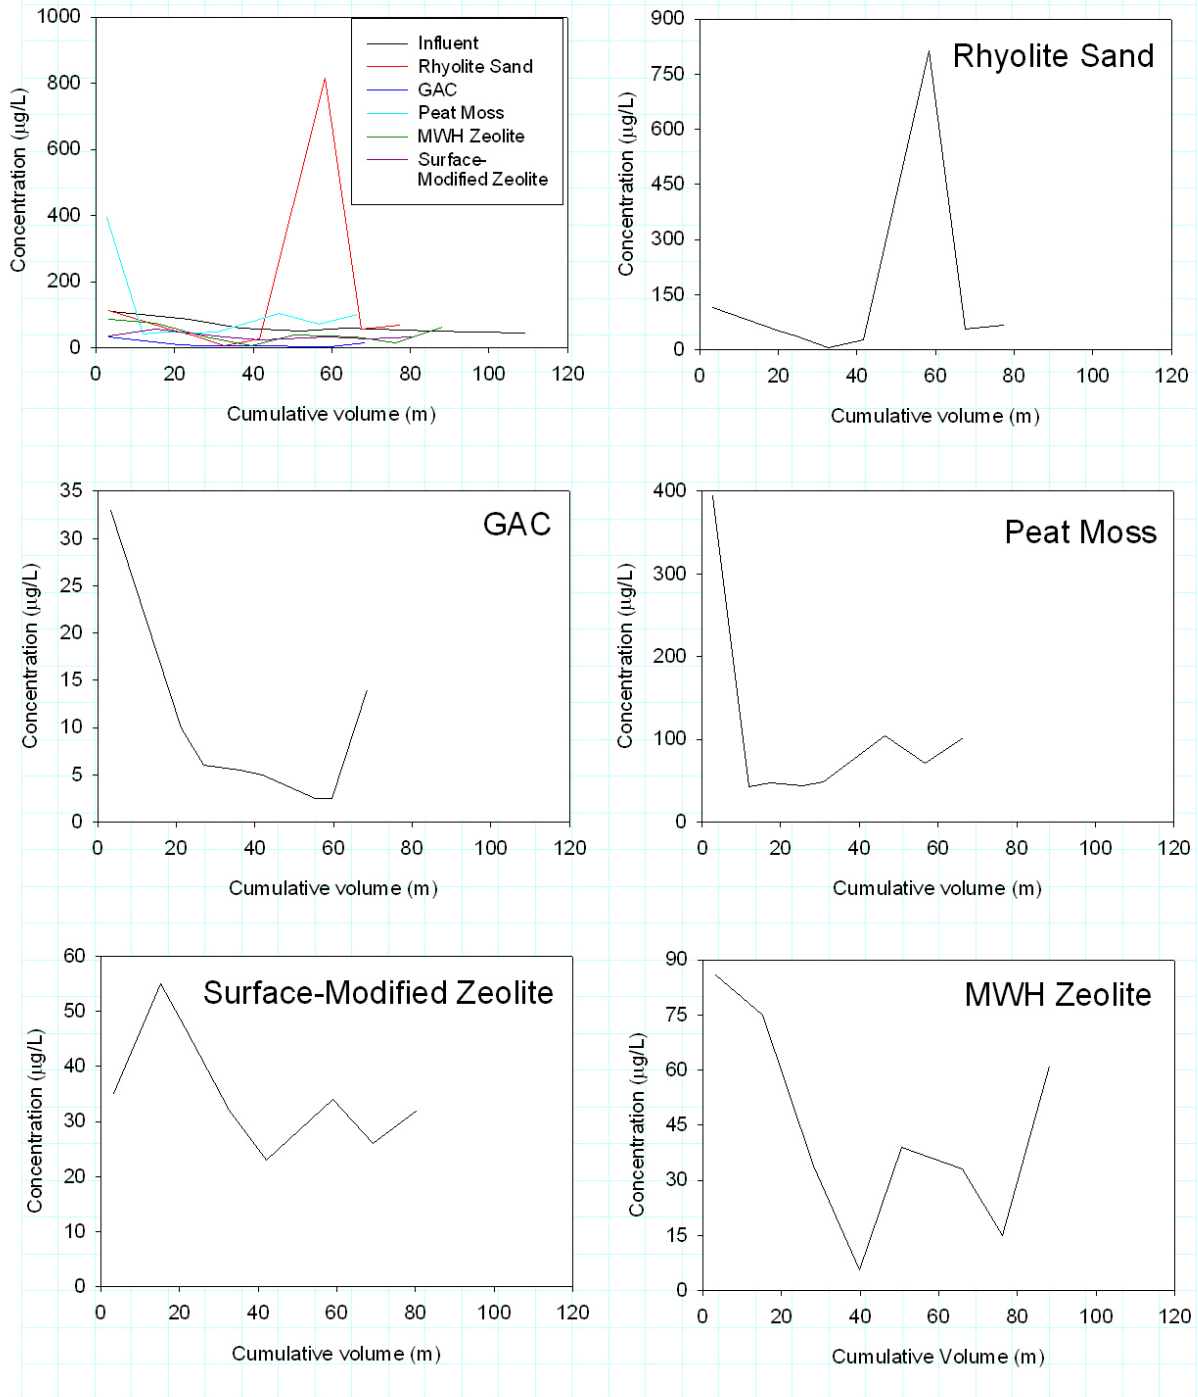 1000
800
600
400
200
0
Concentration (µg/L)
Influent
Rhyolite Sand
GAC
Peat Moss
MWH Zeolite
Surface-
Modified Zeolite
0 20 40 60 80 100 120
Cumulative volume (m)
900
750
600
450
300
150
0
Concentration (µg/L)
Rhyolite Sand
0 20 40 60 80 100 120
Cumulative volume (m)
35
30
25
20
15
10
5
0
Concentration (µg/L)
GAC
0 20 40 60 80 100 120
Cumulative volume (m)
400
300
200
100
0
Concentration (µg/L)
Peat Moss
0 20 40 60 80 100 120
Cumulative volume (m)
60
50
40
30
20
10
0
Concentration (µg/L)
Surface-Modified Zeolite
0 20 40 60 80 100 120
Cumulative volume (m)
90
75
60
45
30
15
0
Concentration (µg/L)
MWH Zeolite
0 20 40 60 80 100 120
Cumulative Volume (m)